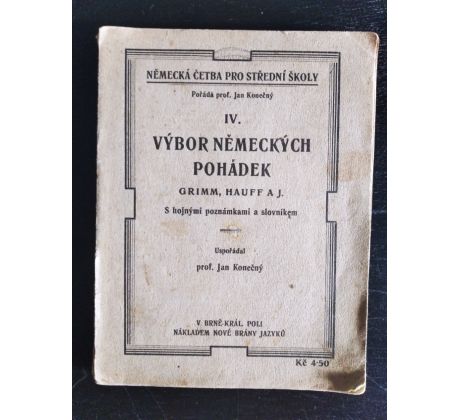 NĚMECKÁ ČETBA PRO STŘEDNÍ ŠKOLY
Pořádá prof. Jan Konečný
IV.
VÝBOR NĚMECKÝCH
POHÁDEK
GRIMM, HAUFF A J.
S hojnými poznámkami a slovníkem
Uspořádal
prof. Jan Konečný
V BRNĚ-KRÁL. POLI
NÁKLADEM NOVÉ BRÁNY JAZYKŮ
Kč 4·50